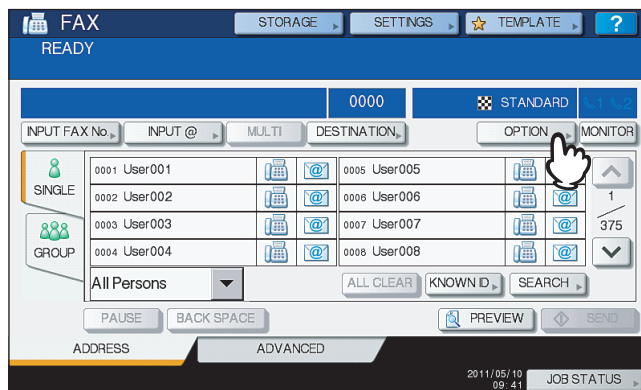 FAX STORAGE SETTINGS TEMPLATE ?
READY
0000 STANDARD 1 2
INPUT FAX No. INPUT @ MULTI DESTINATION OPTION MONITOR
SINGLE
GROUP
0001 User001 @ 0005 User005
0002 User002 @ 0006 User006 @
0003 User003 @ 0007 User007 @
0004 User004 @ 0008 User008 @
1
375
All Persons ALL CLEAR KNOWN ID SEARCH
PAUSE BACK SPACE PREVIEW SEND
ADDRESS ADVANCED
2011/05/10
09:41 JOB STATUS